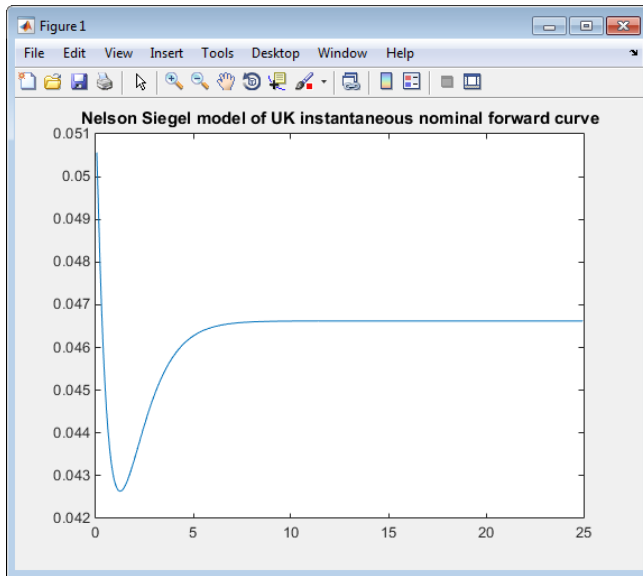 Figure 1
File Edit View Insert Tools Desktop Window Help
Nelson Siegel model of UK instantaneous nominal forward curve
0.051
0.05
0.049
0.048
0.047
0.046
0.045
0.044
0.043
0.042
0 5 10 15 20 25